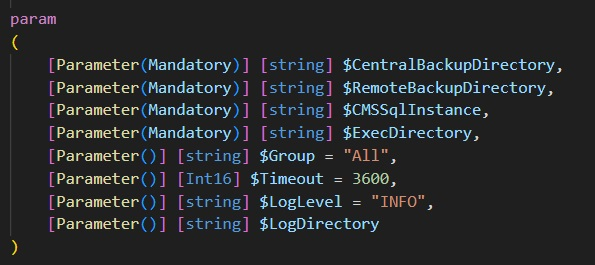 param
(
    [Parameter(Mandatory)] [string] $CentralBackupDirectory,
    [Parameter(Mandatory)] [string] $RemoteBackupDirectory,
    [Parameter(Mandatory)] [string] $CMSSqlInstance,
    [Parameter(Mandatory)] [string] $ExecDirectory,
    [Parameter()] [string] $Group = "All",
    [Parameter()] [Int16] $Timeout = 3600,
    [Parameter()] [string] $LogLevel = "INFO",
    [Parameter()] [string] $LogDirectory
)